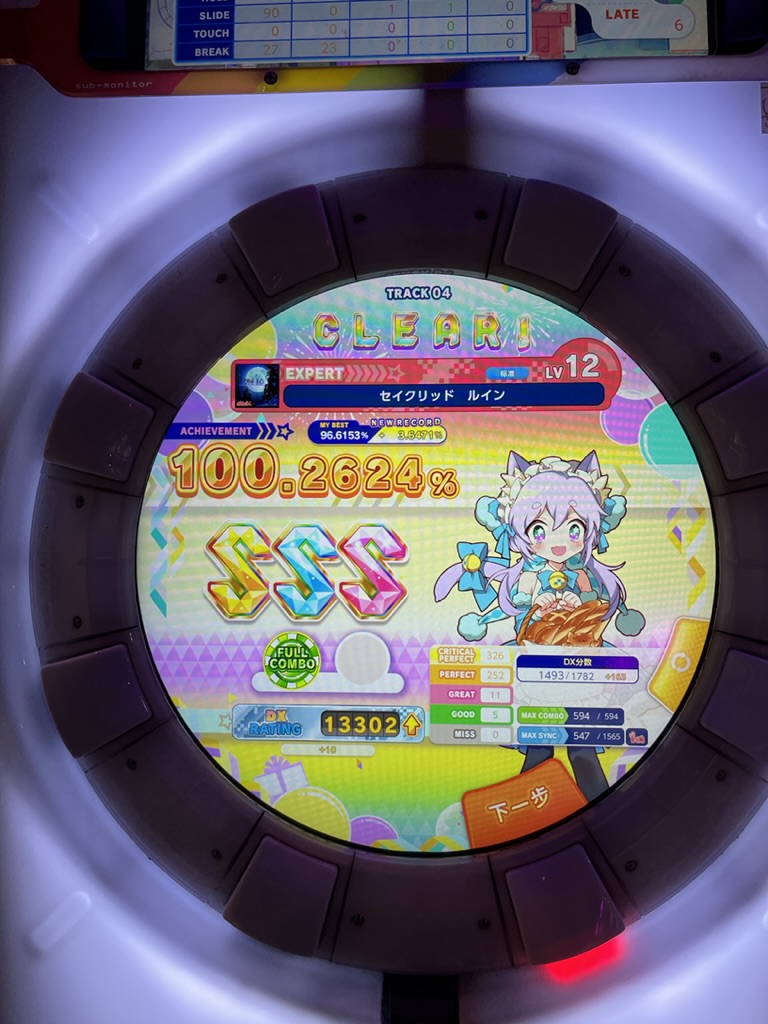 SLIDE 90 0 1 1 0
TOUCH 0 0 0 0 0
BREAK 27 23 0 0 0
LATE
6
sub-monitor
TRACK 04
CLEAR!
EXPERT
标准
LV 12
セイクリッド ルイン
ACHIEVEMENT
MY BEST
96.6153%
NEW RECORD
+ 3.6471%
100.2624%
SSS
FULL COMBO
CRITICAL PERFECT 326
PERFECT 252
GREAT 11
GOOD 5
MISS 0
DX分数
1493/1782 +163
MAX COMBO 594 / 594
MAX SYNC 547 / 1565
DX RATING 13302
+10
下一步